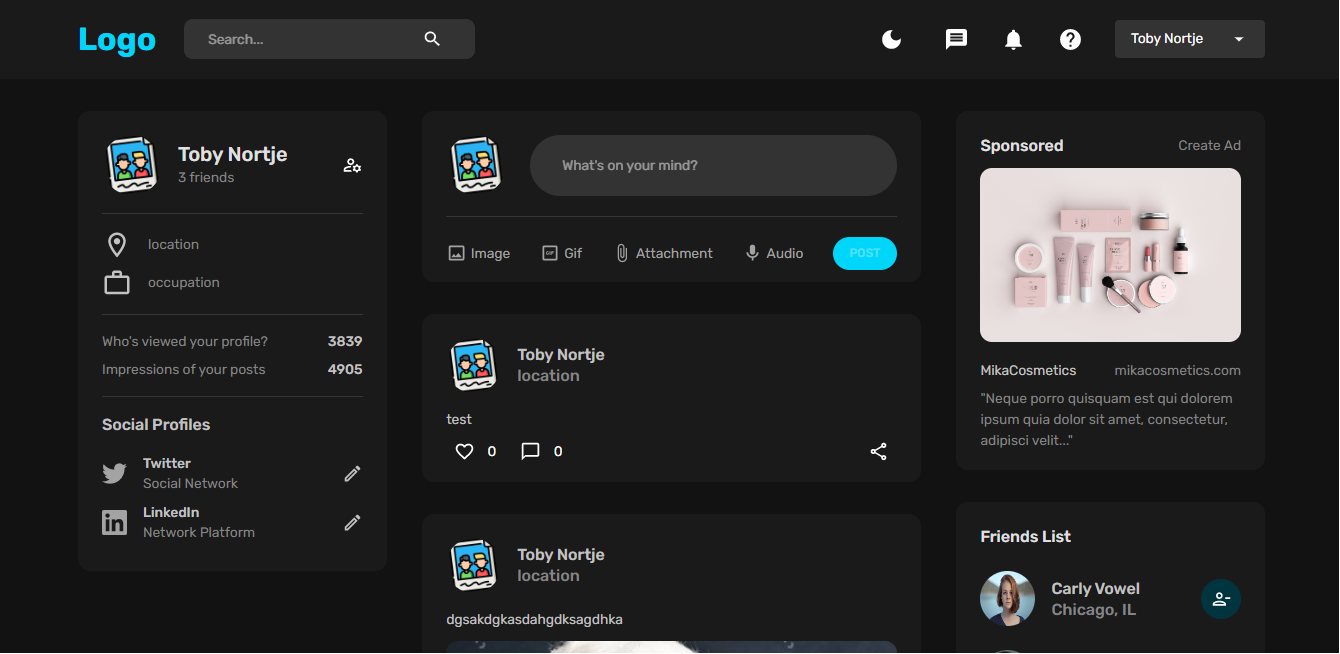 Logo
Search...
Toby Nortje
Toby Nortje
3 friends
location
occupation
Who's viewed your profile? 3839
Impressions of your posts 4905
Social Profiles
Twitter
Social Network
LinkedIn
Network Platform
What's on your mind?
Image
GIF
Gif
Attachment
Audio
POST
Toby Nortje
location
test
0
0
Toby Nortje
location
dgsakdgkasdahgdksagdhka
Sponsored
Create Ad
MikaCosmetics
mikacosmetics.com
"Neque porro quisquam est qui dolorem
ipsum quia dolor sit amet, consectetur,
adipisci velit..."
Friends List
Carly Vowel
Chicago, IL